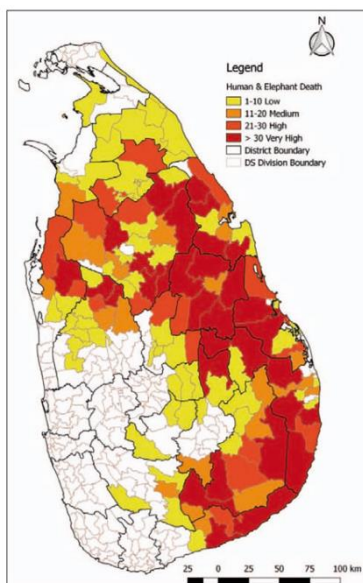 N
Legend
Human & Elephant Death
1-10 Low
11-20 Medium
21-30 High
> 30 Very High
District Boundary
DS Division Boundary
25 0 25 50 75 100 km